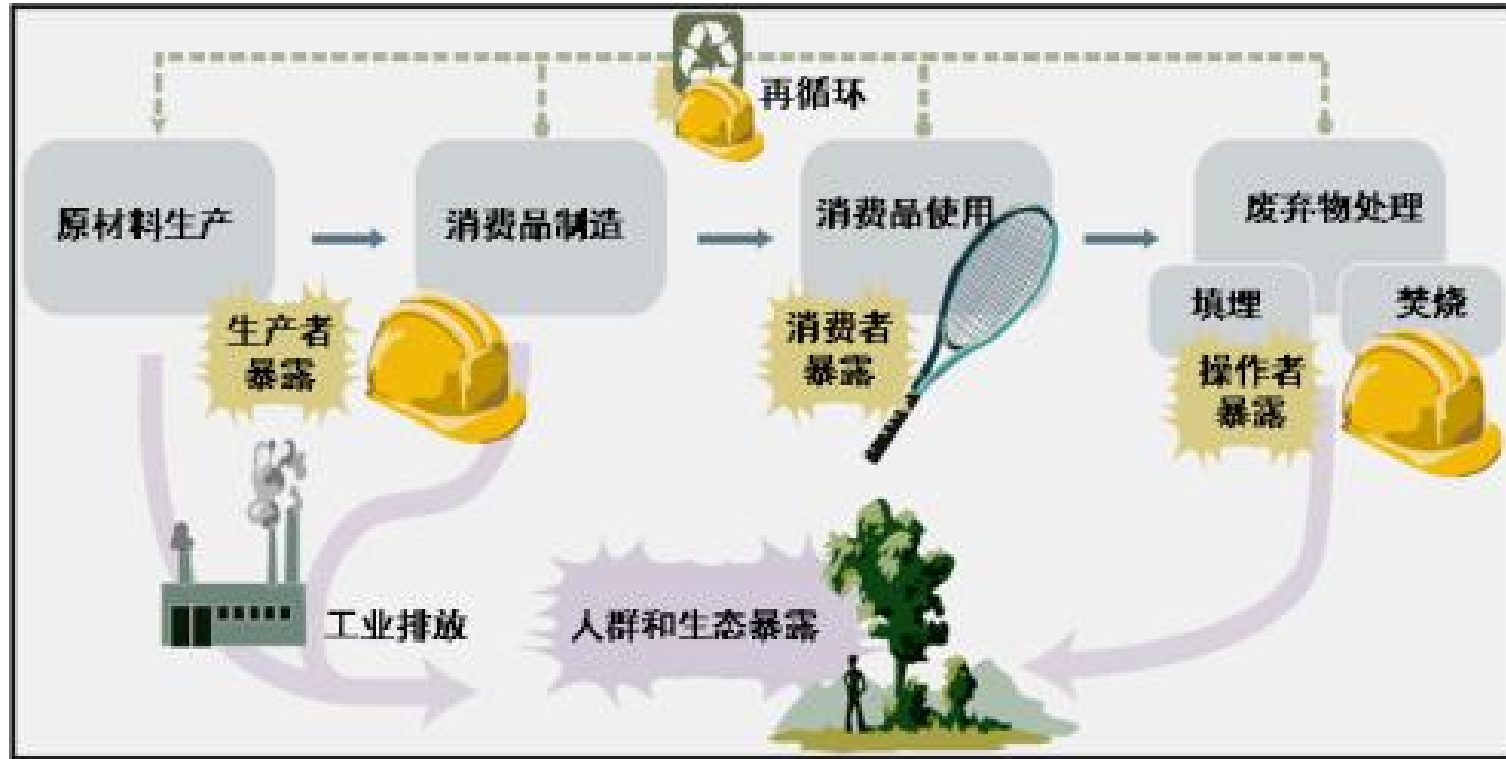 再循环
原材料生产
消费品制造
消费品使用
废弃物处理
填埋
焚烧
生产者
暴露
消费者
暴露
操作者
暴露
工业排放
人群和生态暴露